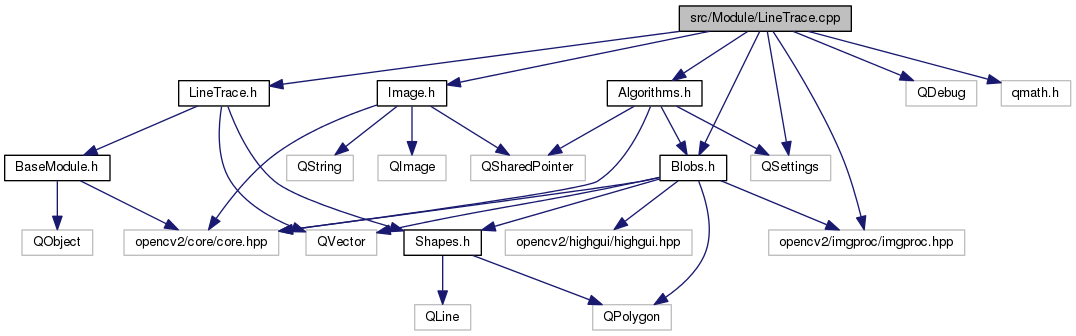 src/Module/LineTrace.cpp
LineTrace.h
Image.h
Algorithms.h
QDebug
qmath.h
BaseModule.h
QString
QImage
QSharedPointer
Blobs.h
QSettings
QObject
opencv2/core/core.hpp
QVector
Shapes.h
opencv2/highgui/highgui.hpp
opencv2/imgproc/imgproc.hpp
QLine
QPolygon